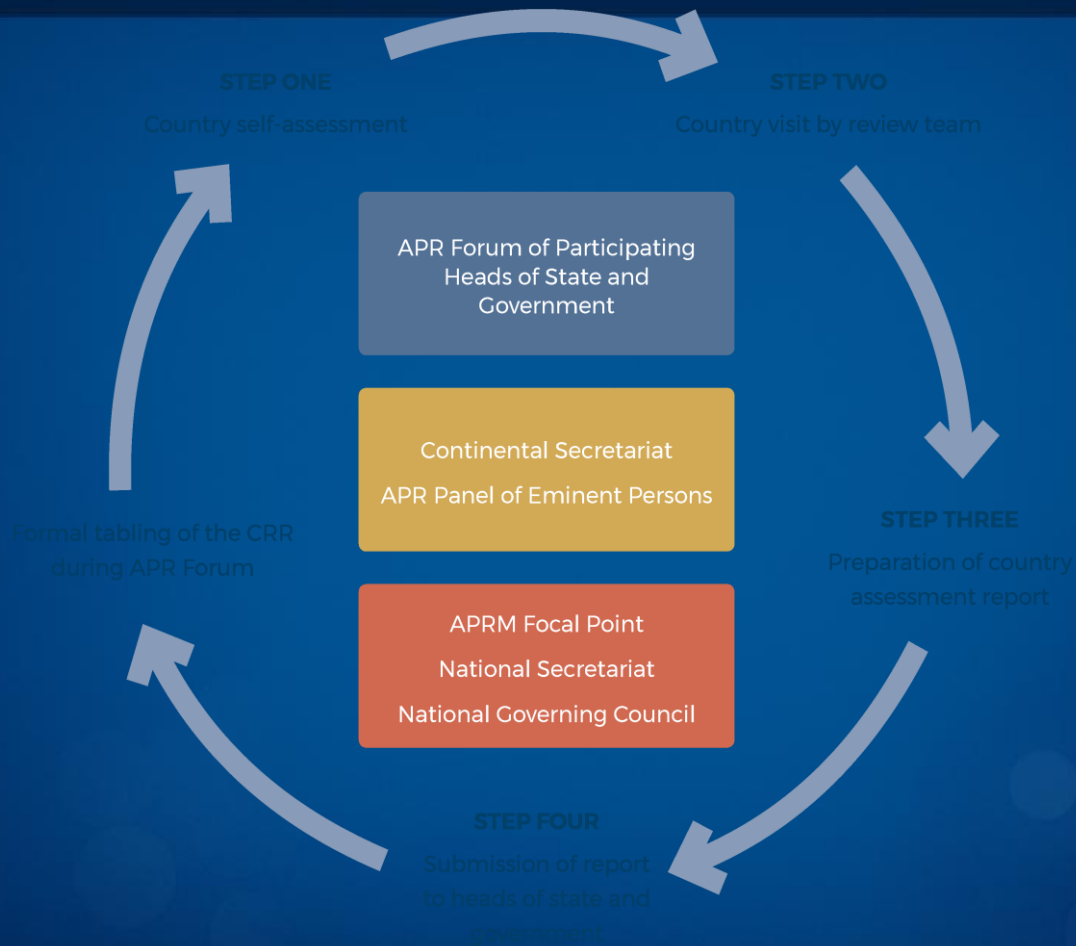 STEP ONE
Country self-assessment
STEP TWO
Country visit by review team
APR Forum of Participating
Heads of State and
Government
Continental Secretariat
APR Panel of Eminent Persons
STEP THREE
Preparation of country
assessment report
Formal tabling of the CRR
during APR Forum
APRM Focal Point
National Secretariat
National Governing Council
STEP FOUR
Submission of report
to heads of state and
government